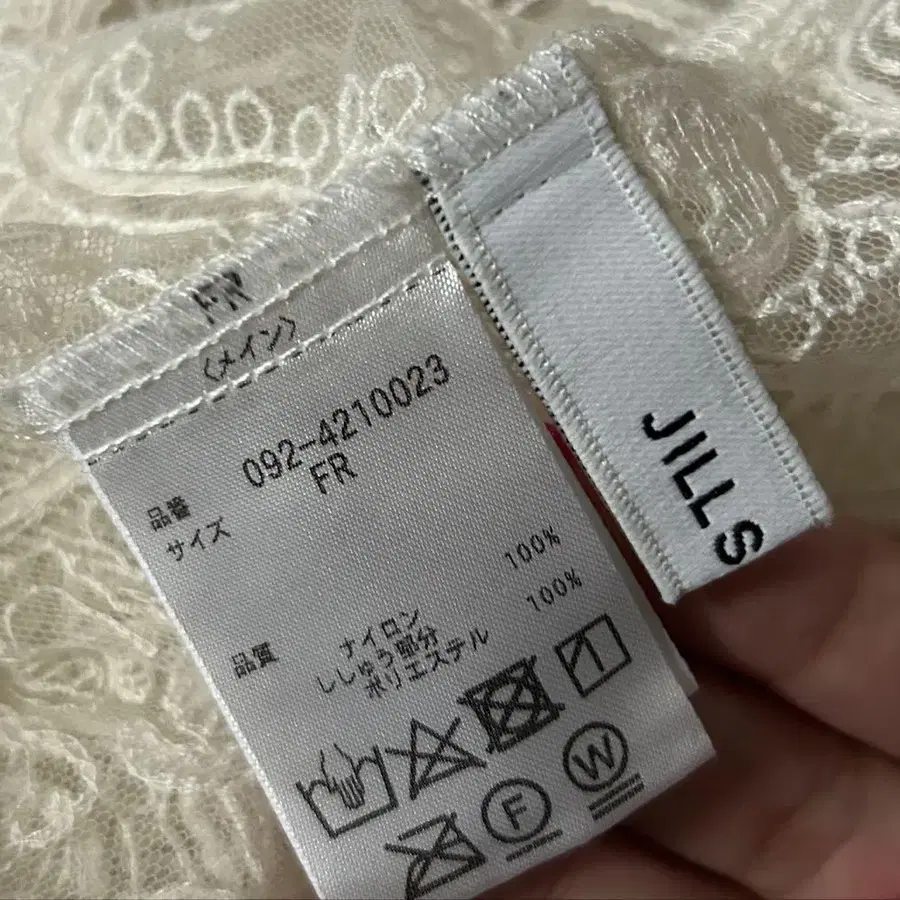 FR
〈メイン〉
品番 092-4210023
サイズ FR
品質 ナイロン 100%
ししゅう部分
ポリエステル 100%
F
W
JILL S